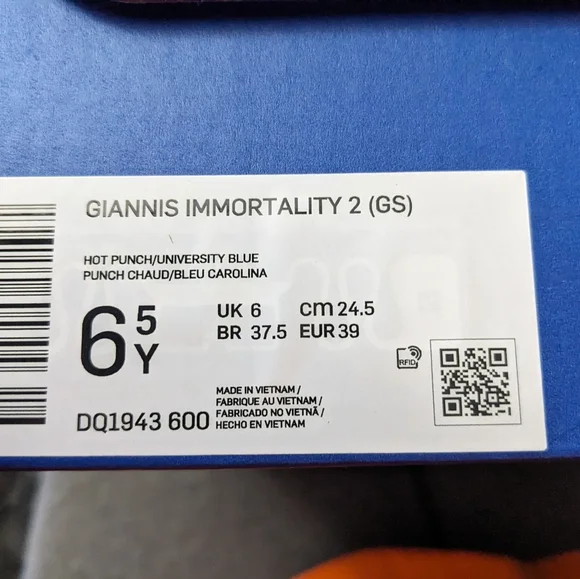 GIANNIS IMMORTALITY 2 (GS)
HOT PUNCH/UNIVERSITY BLUE
PUNCH CHAUD/BLEU CAROLINA
6 5 Y
UK 6 cm 24.5
BR 37.5 EUR 39
RFID
DQ1943 600
MADE IN VIETNAM /
FABRIQUE AU VIETNAM /
FABRICADO NO VIETNÃ /
HECHO EN VIETNAM